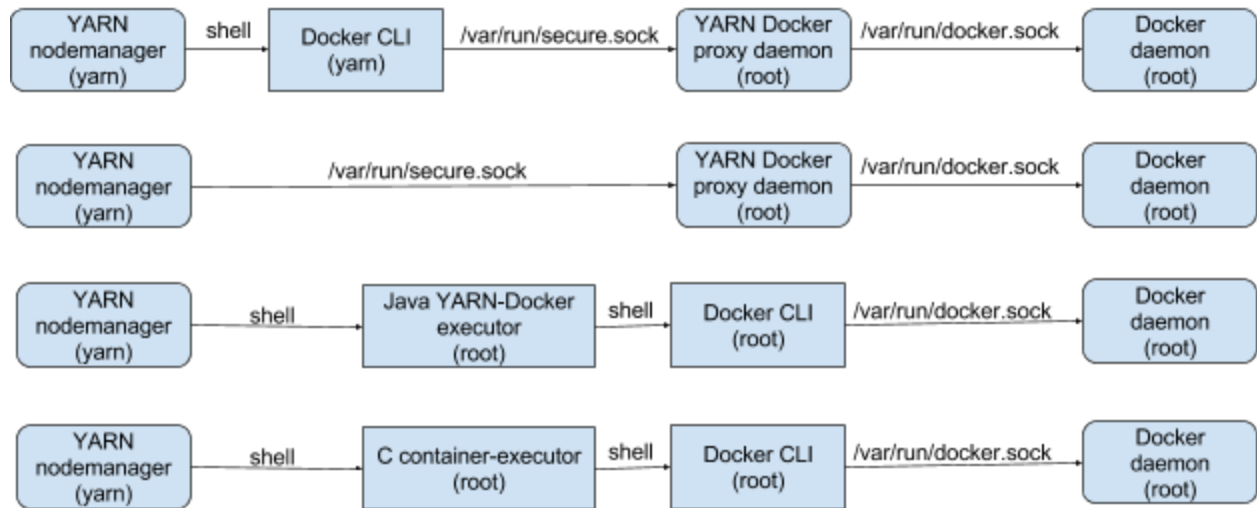 YARN
nodemanager
(yarn)
shell
Docker CLI
(yarn)
/var/run/secure.sock
YARN Docker
proxy daemon
(root)
/var/run/docker.sock
Docker
daemon
(root)
YARN
nodemanager
(yarn)
/var/run/secure.sock
YARN Docker
proxy daemon
(root)
/var/run/docker.sock
Docker
daemon
(root)
YARN
nodemanager
(yarn)
shell
Java YARN-Docker
executor
(root)
shell
Docker CLI
(root)
/var/run/docker.sock
Docker
daemon
(root)
YARN
nodemanager
(yarn)
shell
C container-executor
(root)
shell
Docker CLI
(root)
/var/run/docker.sock
Docker
daemon
(root)